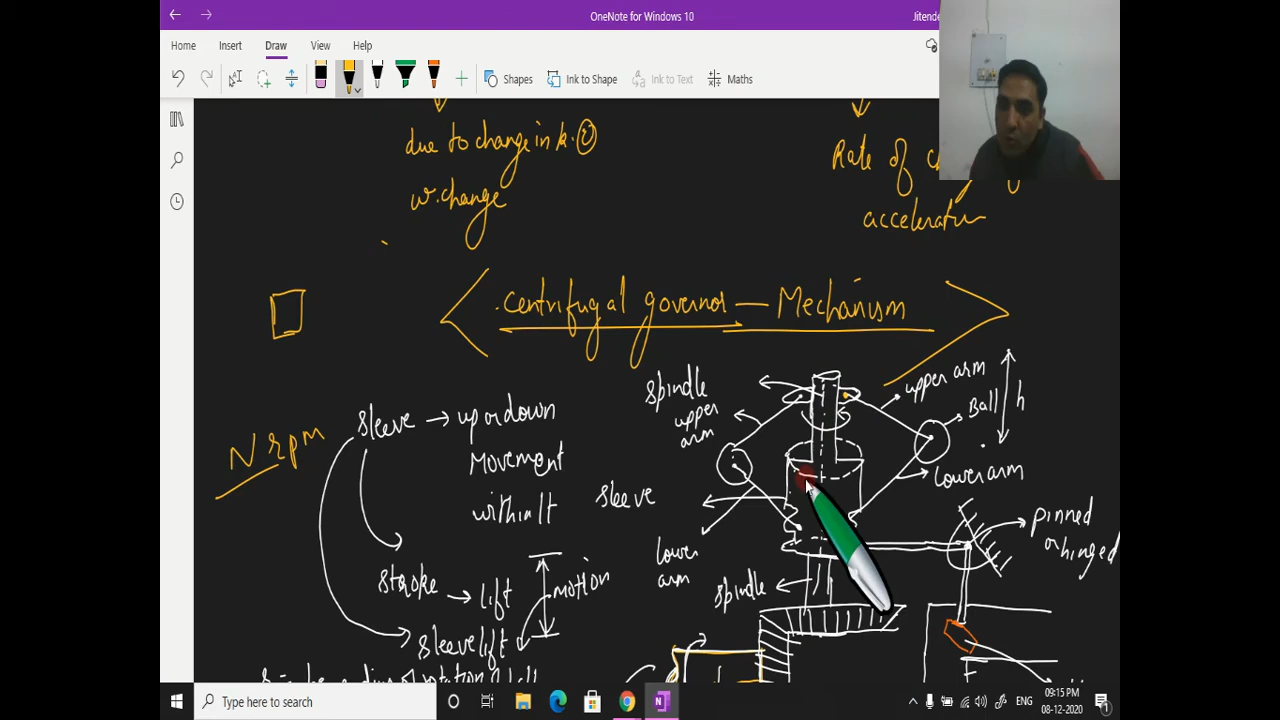 OneNote for Windows 10
Jitende
Home Insert Draw View Help
Shapes Ink to Shape Ink to Text Maths
due to change in k.
w.change
Rate of
acceleration
centrifugal governor — Mechanism
N rpm
sleeve → up or down
Movement
within it
stroke → lift
motion
sleeve lift
spindle
upper
arm
upper arm
Ball
h
Lower arm
sleeve
lower
arm
spindle
pinned
or hinged
Type here to search
ENG
09:15 PM
08-12-2020